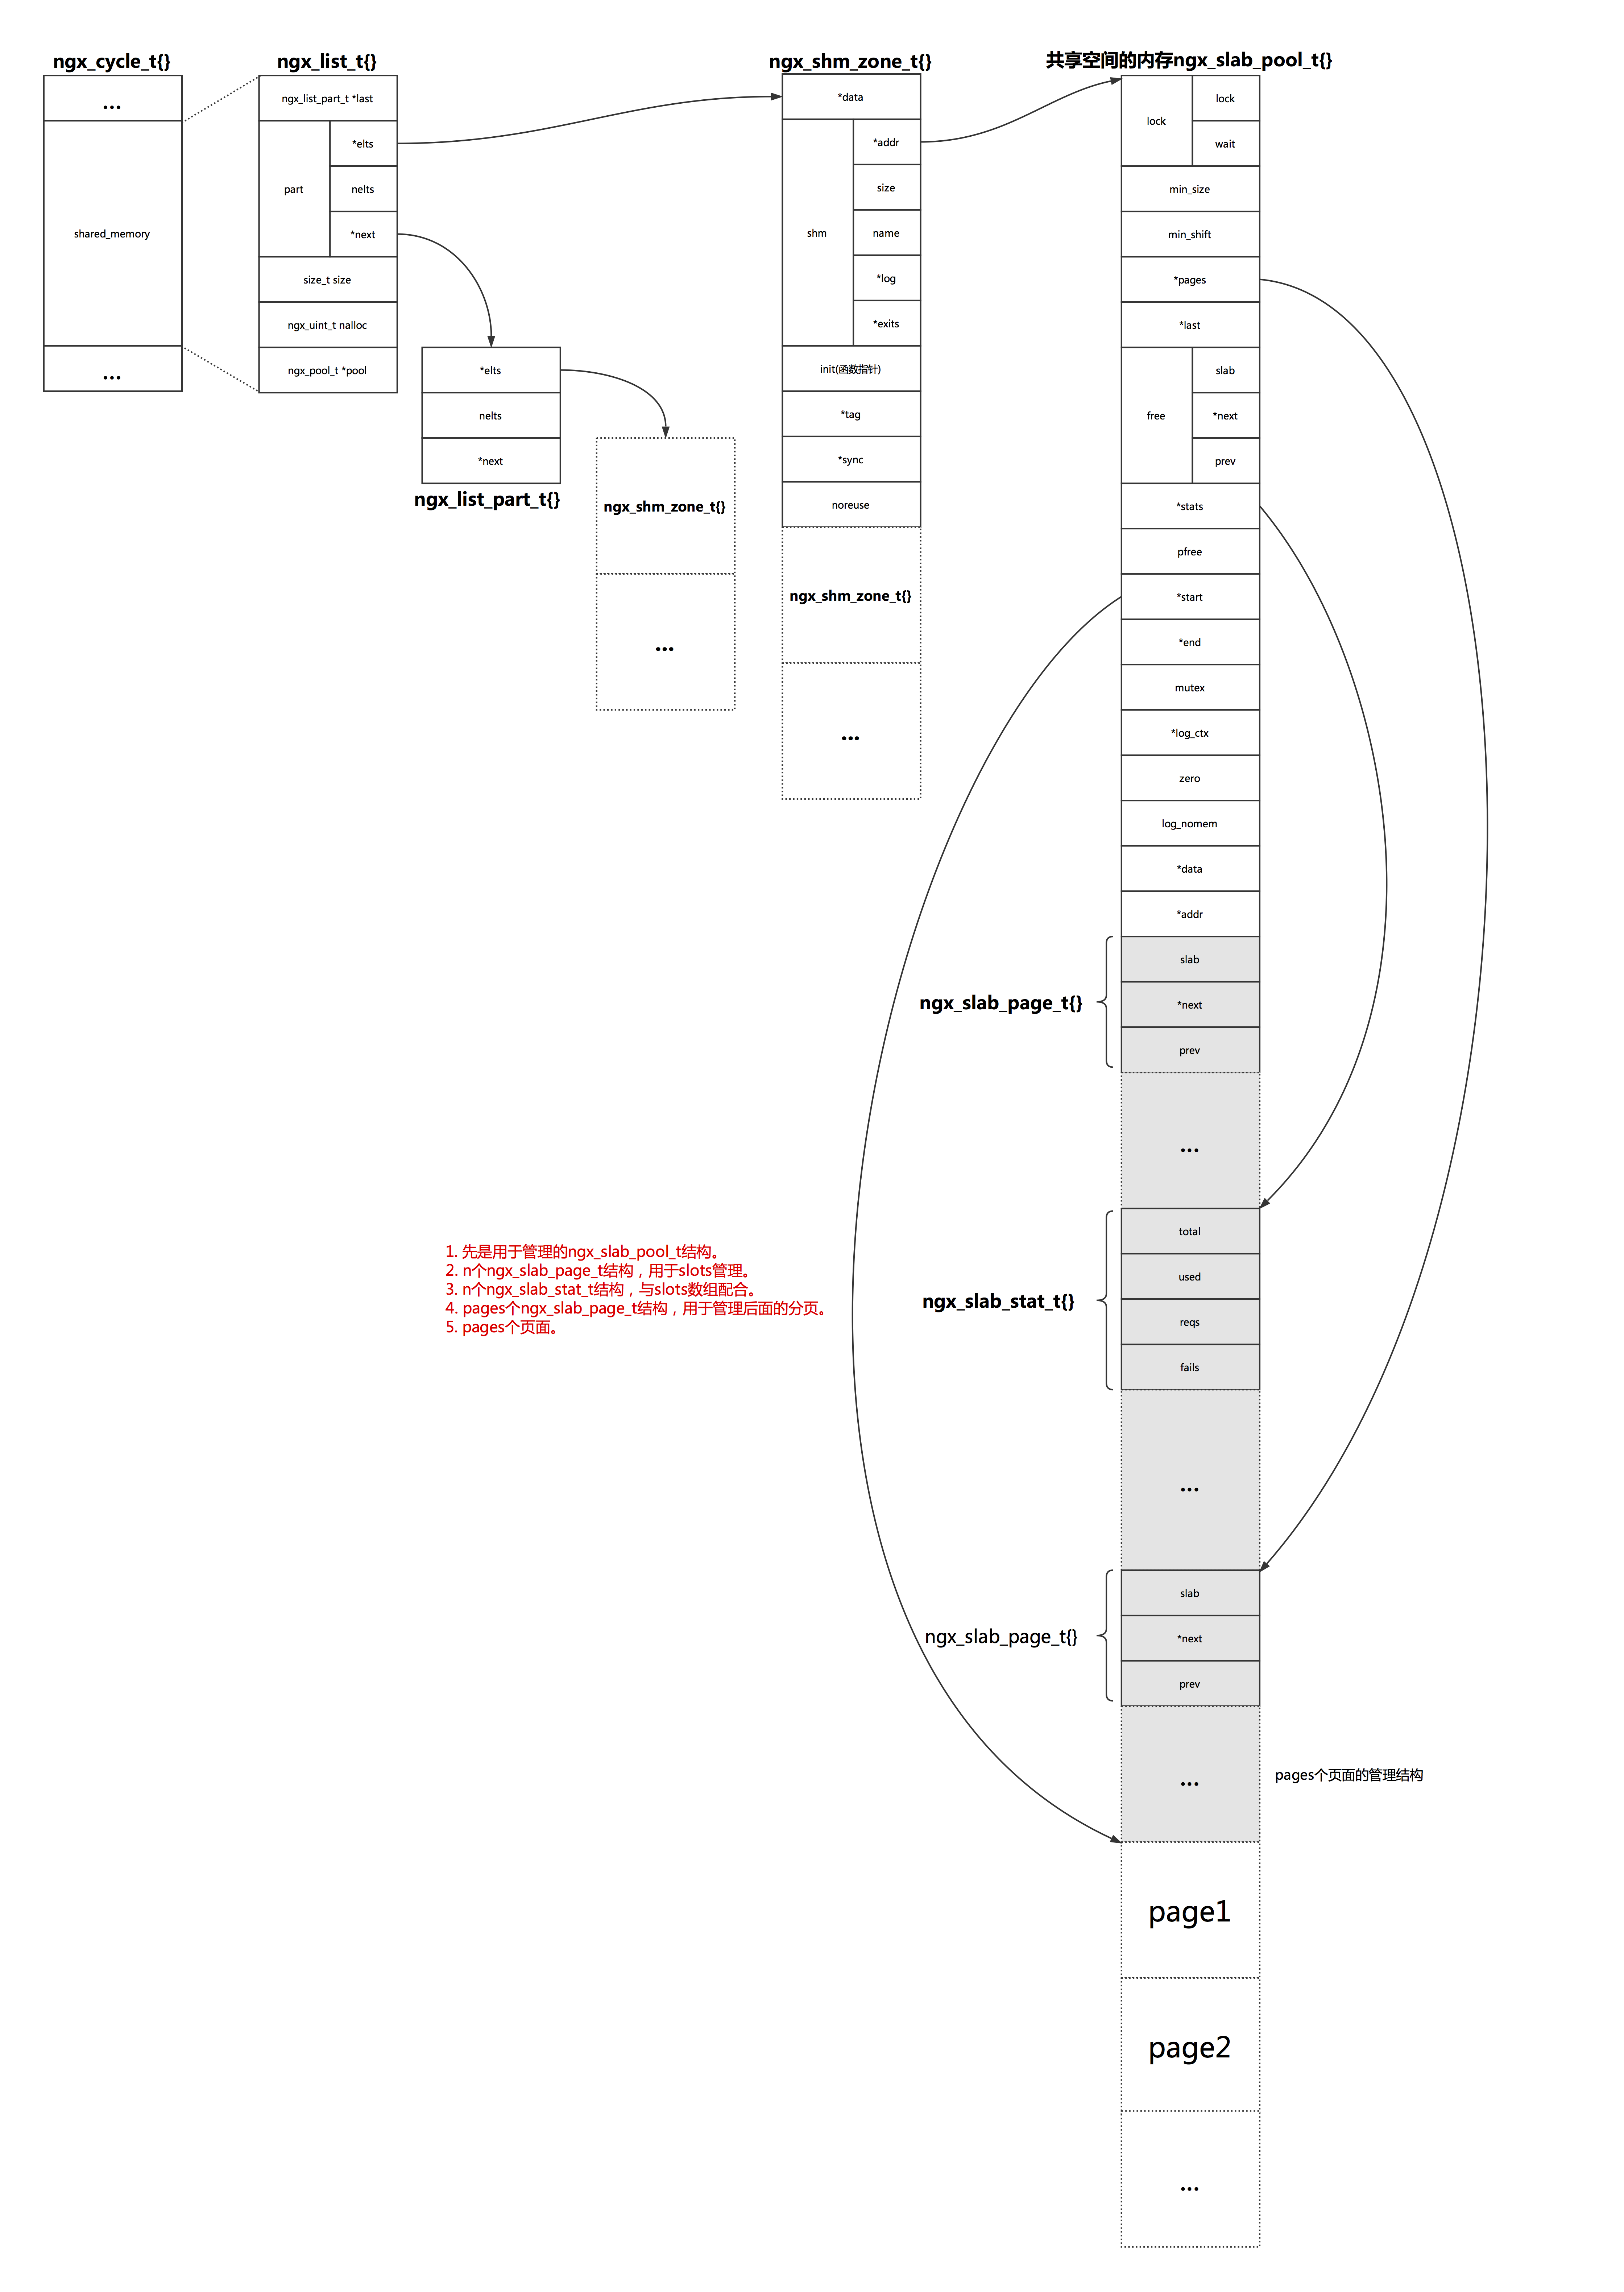 ngx_cycle_t{}
...
shared_memory
...
ngx_list_t{}
ngx_list_part_t *last
part
*elts
nelts
*next
size_t size
ngx_uint_t nalloc
ngx_pool_t *pool
*elts
nelts
*next
ngx_list_part_t{}
ngx_shm_zone_t{}
...
ngx_shm_zone_t{}
*data
shm
*addr
size
name
*log
*exits
init(函数指针)
*tag
*sync
noreuse
ngx_shm_zone_t{}
...
共享空间的内存ngx_slab_pool_t{}
lock
lock
wait
min_size
min_shift
*pages
*last
free
slab
*next
prev
*stats
pfree
*start
*end
mutex
*log_ctx
zero
log_nomem
*data
*addr
ngx_slab_page_t{}
slab
*next
prev
...
ngx_slab_stat_t{}
total
used
reqs
fails
...
1. 先是用于管理的ngx_slab_pool_t结构。
2. n个ngx_slab_page_t结构，用于slots管理。
3. n个ngx_slab_stat_t结构，与slots数组配合。
4. pages个ngx_slab_page_t结构，用于管理后面的分页。
5. pages个页面。
ngx_slab_page_t{}
slab
*next
prev
...
pages个页面的管理结构
page1
page2
...